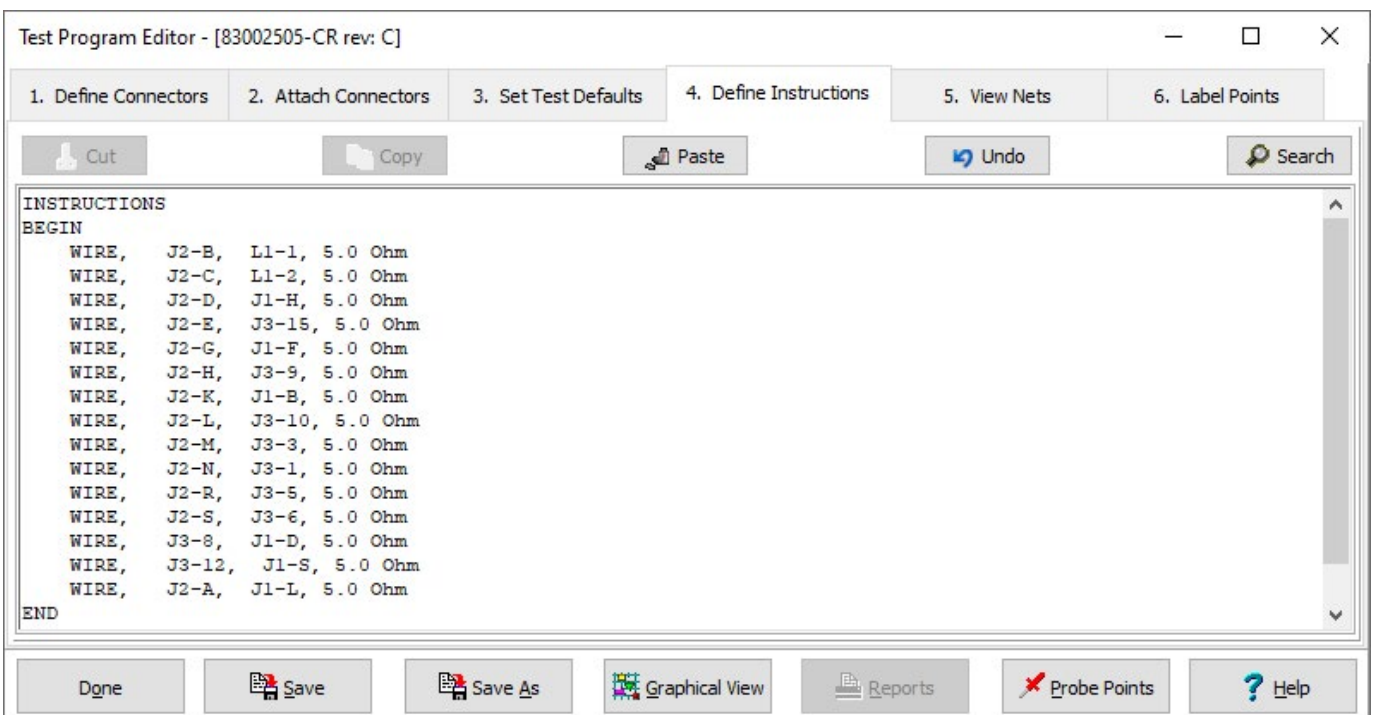 Test Program Editor - [83002505-CR rev: C]
1. Define Connectors 2. Attach Connectors 3. Set Test Defaults 4. Define Instructions 5. View Nets 6. Label Points
Cut Copy Paste Undo Search
INSTRUCTIONS
BEGIN
WIRE, J2-B, L1-1, 5.0 Ohm
WIRE, J2-C, L1-2, 5.0 Ohm
WIRE, J2-D, J1-H, 5.0 Ohm
WIRE, J2-E, J3-15, 5.0 Ohm
WIRE, J2-G, J1-F, 5.0 Ohm
WIRE, J2-H, J3-9, 5.0 Ohm
WIRE, J2-K, J1-B, 5.0 Ohm
WIRE, J2-L, J3-10, 5.0 Ohm
WIRE, J2-M, J3-3, 5.0 Ohm
WIRE, J2-N, J3-1, 5.0 Ohm
WIRE, J2-R, J3-5, 5.0 Ohm
WIRE, J2-S, J3-6, 5.0 Ohm
WIRE, J3-8, J1-D, 5.0 Ohm
WIRE, J3-12, J1-S, 5.0 Ohm
WIRE, J2-A, J1-L, 5.0 Ohm
END
Done Save Save As Graphical View Reports Probe Points Help